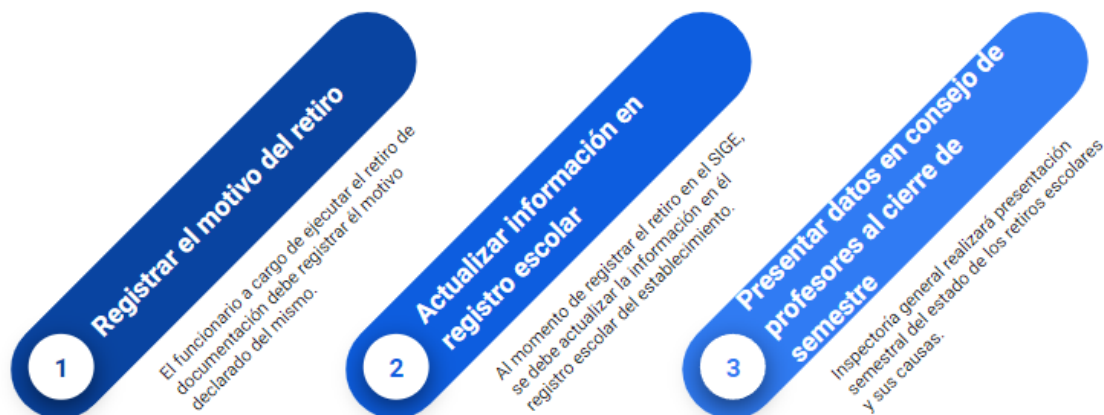 1
Registrar el motivo del retiro
El funcionario a cargo de ejecutar el retiro de
documentación debe registrar él motivo
declarado del mismo.
2
Actualizar información en
registro escolar
Al momento de registrar el retiro en el SIGE,
se debe actualizar la información en él
registro escolar del establecimiento.
3
Presentar datos en consejo de
profesores al cierre de
semestre
Inspectoría general realizará presentación
semestral del estado de los retiros escolares
y sus causas.